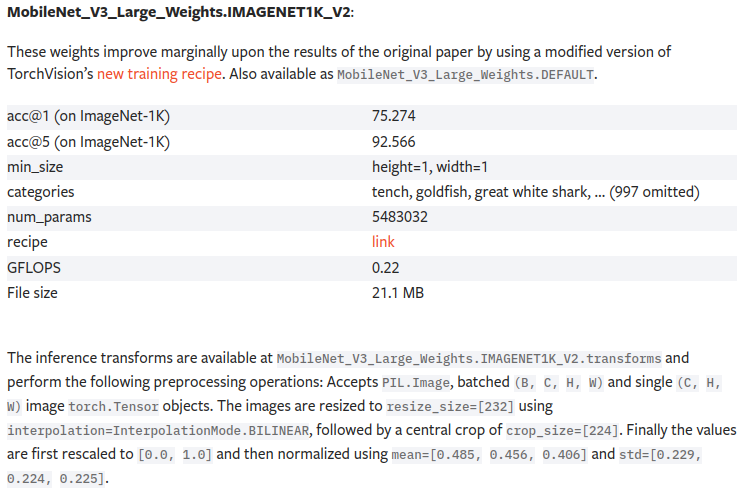 MobileNet_V3_Large_Weights.IMAGENET1K_V2:
These weights improve marginally upon the results of the original paper by using a modified version of
TorchVision’s new training recipe. Also available as MobileNet_V3_Large_Weights.DEFAULT.
acc@1 (on ImageNet-1K) 75.274
acc@5 (on ImageNet-1K) 92.566
min_size height=1, width=1
categories tench, goldfish, great white shark, ... (997 omitted)
num_params 5483032
recipe link
GFLOPS 0.22
File size 21.1 MB
The inference transforms are available at MobileNet_V3_Large_Weights.IMAGENET1K_V2.transforms and
perform the following preprocessing operations: Accepts PIL.Image, batched (B, C, H, W) and single (C, H,
W) image torch.Tensor objects. The images are resized to resize_size=[232] using
interpolation=InterpolationMode.BILINEAR, followed by a central crop of crop_size=[224]. Finally the values
are first rescaled to [0.0, 1.0] and then normalized using mean=[0.485, 0.456, 0.406] and std=[0.229,
0.224, 0.225].